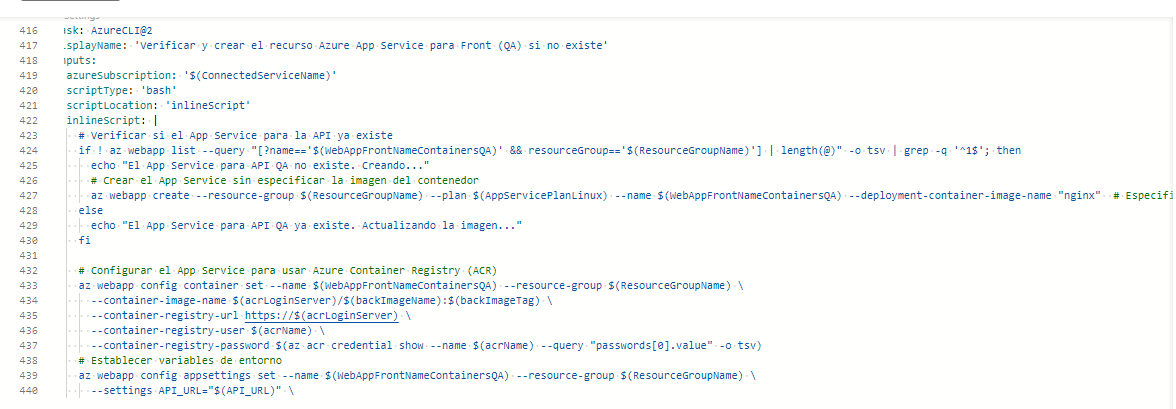 settings
416 ask: AzureCLI@2
417 isplayName: 'Verificar y crear el recurso Azure App Service para Front (QA) si no existe'
418 nputs:
419 azureSubscription: '$(ConnectedServiceName)'
420 scriptType: 'bash'
421 scriptLocation: 'inlineScript'
422 inlineScript: |
423 # Verificar si el App Service para la API ya existe
424 if ! az webapp list --query "[?name=='$(WebAppFrontNameContainersQA)' && resourceGroup=='$(ResourceGroupName)'] | length(@)" -o tsv | grep -q '^1$'; then
425 echo "El App Service para API QA no existe. Creando..."
426 # Crear el App Service sin especificar la imagen del contenedor
427 az webapp create --resource-group $(ResourceGroupName) --plan $(AppServicePlanLinux) --name $(WebAppFrontNameContainersQA) --deployment-container-image-name "nginx" # Especifi
428 else
429 echo "El App Service para API QA ya existe. Actualizando la imagen..."
430 fi
431
432 # Configurar el App Service para usar Azure Container Registry (ACR)
433 az webapp config container set --name $(WebAppFrontNameContainersQA) --resource-group $(ResourceGroupName) \
434 --container-image-name $(acrLoginServer)/$(backImageName):$(backImageTag) \
435 --container-registry-url https://$(acrLoginServer) \
436 --container-registry-user $(acrName) \
437 --container-registry-password $(az acr credential show --name $(acrName) --query "passwords[0].value" -o tsv)
438 # Establecer variables de entorno
439 az webapp config appsettings set --name $(WebAppFrontNameContainersQA) --resource-group $(ResourceGroupName) \
440 --settings API_URL="$(API_URL)" \